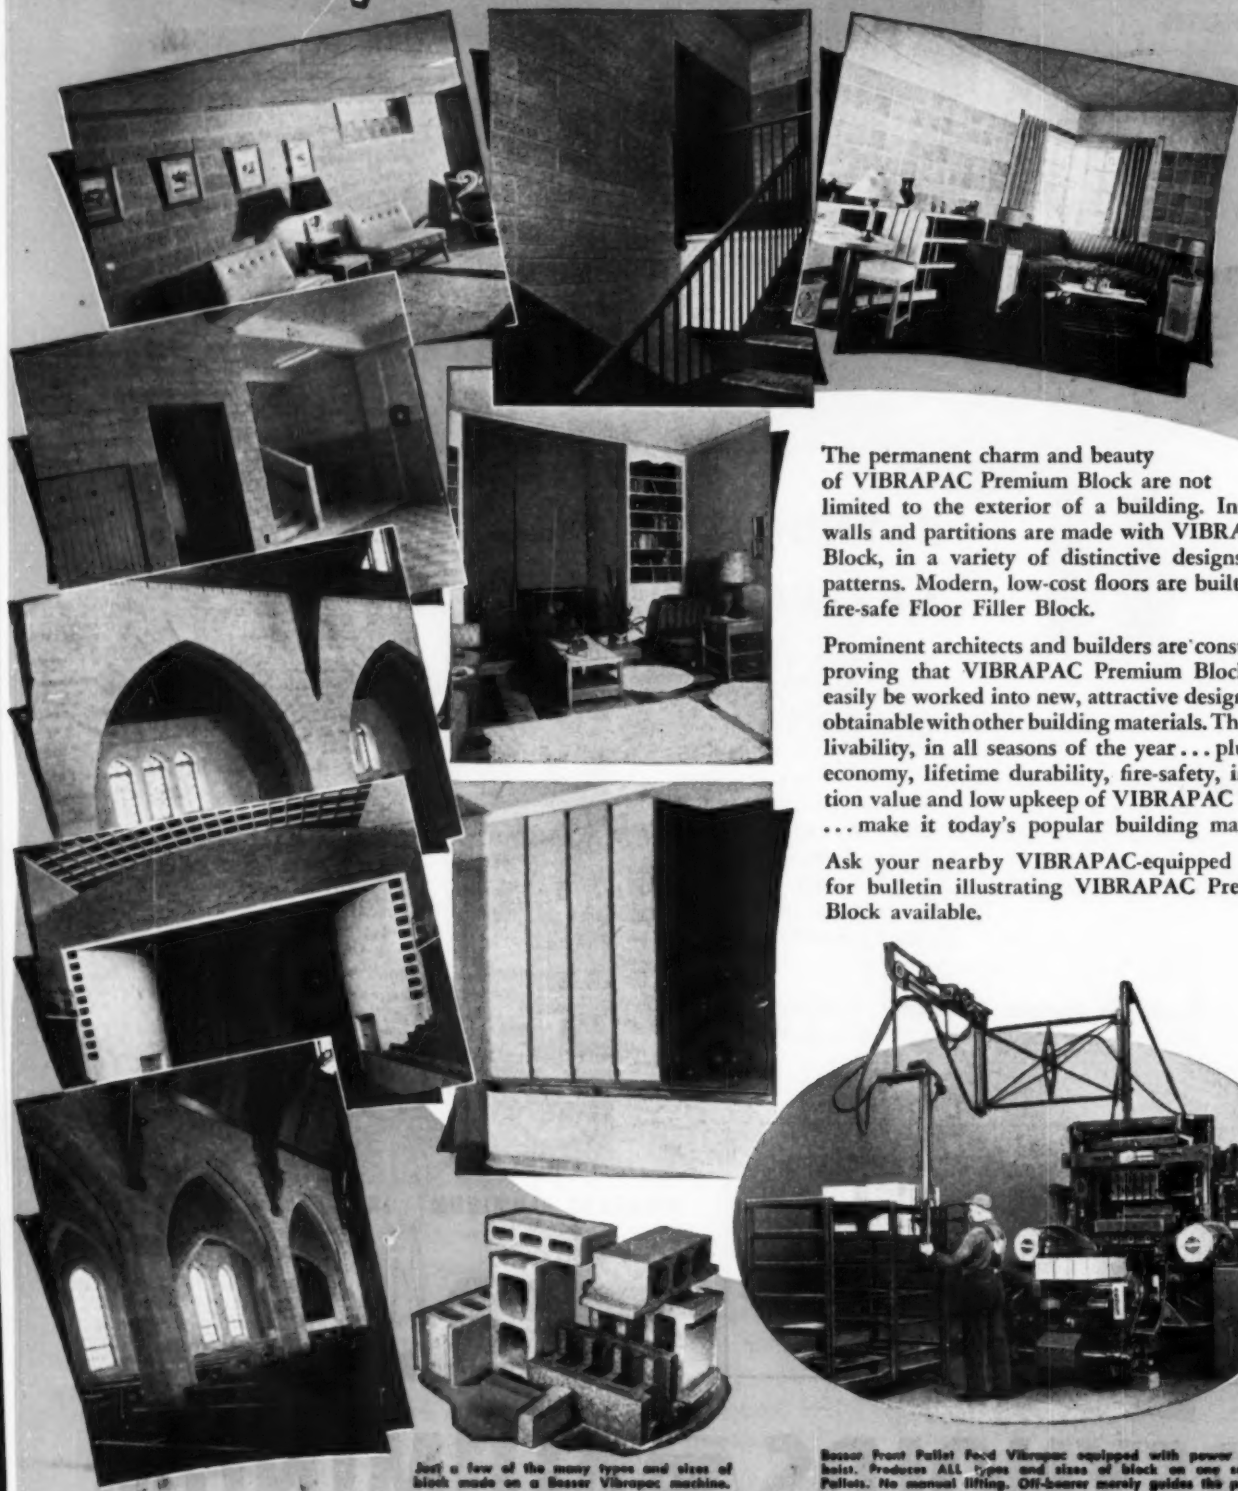 The permanent charm and beauty
of VIBRAPAC Premium Block are not
limited to the exterior of a building. In
walls and partitions are made with VIBRA
Block, in a variety of distinctive designs
patterns. Modern, low-cost floors are built
fire-safe Floor Filler Block.
Prominent architects and builders are const
proving that VIBRAPAC Premium Block
easily be worked into new, attractive design
obtainable with other building materials. Th
livability, in all seasons of the year... plu
economy, lifetime durability, fire-safety, i
tion value and low upkeep of VIBRAPAC
...make it today's popular building ma
Ask your nearby VIBRAPAC-equipped
for bulletin illustrating VIBRAPAC Pre
Block available.
Just a few of the many types and sizes of
block made on a Besser Vibrapac machine.
Besser Front Pallet Feed Vibrapac equipped with power
hoist. Produces ALL types and sizes of block on one s
Pallets. No manual lifting. Off-bearer merely guides the p